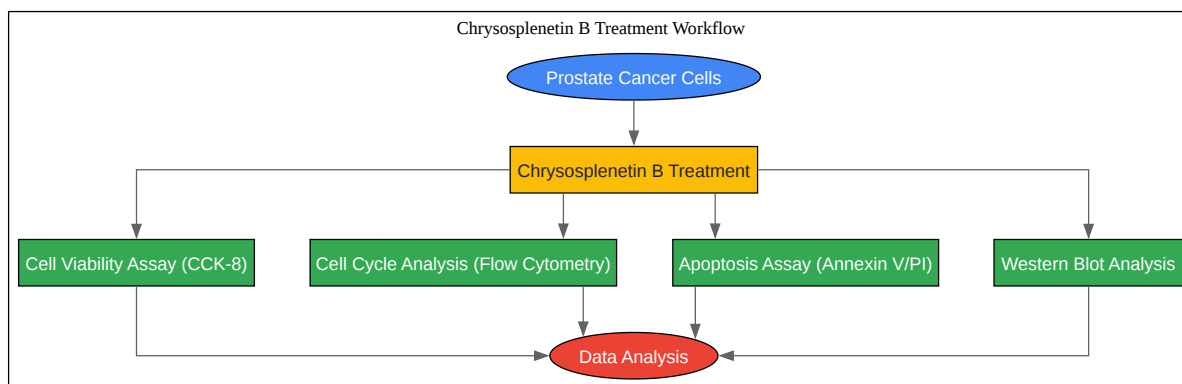 Chrysosplenetin B Treatment Workflow
Prostate Cancer Cells
Chrysosplenetin B Treatment
Cell Viability Assay (CCK-8)
Cell Cycle Analysis (Flow Cytometry)
Apoptosis Assay (Annexin V/PI)
Western Blot Analysis
Data Analysis